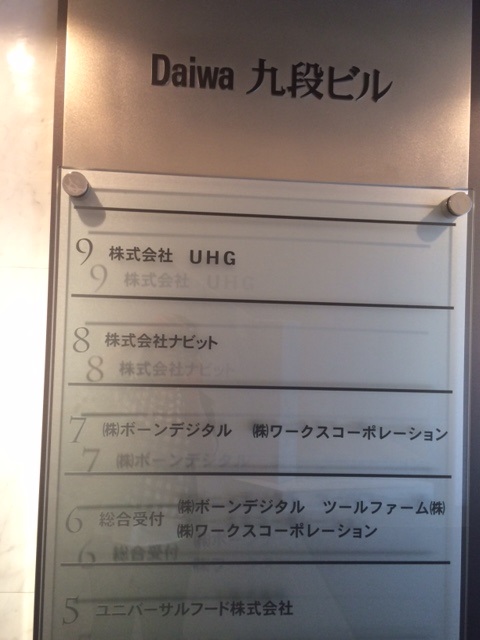 Daiwa 九段ビル
9 株式会社 UHG
8 株式会社ナビット
7 ㈱ボーンデジタル ㈱ワークスコーポレーション
6 総合受付 ㈱ボーンデジタル ツールファーム㈱
㈱ワークスコーポレーション
5 ユニバーサルフード株式会社